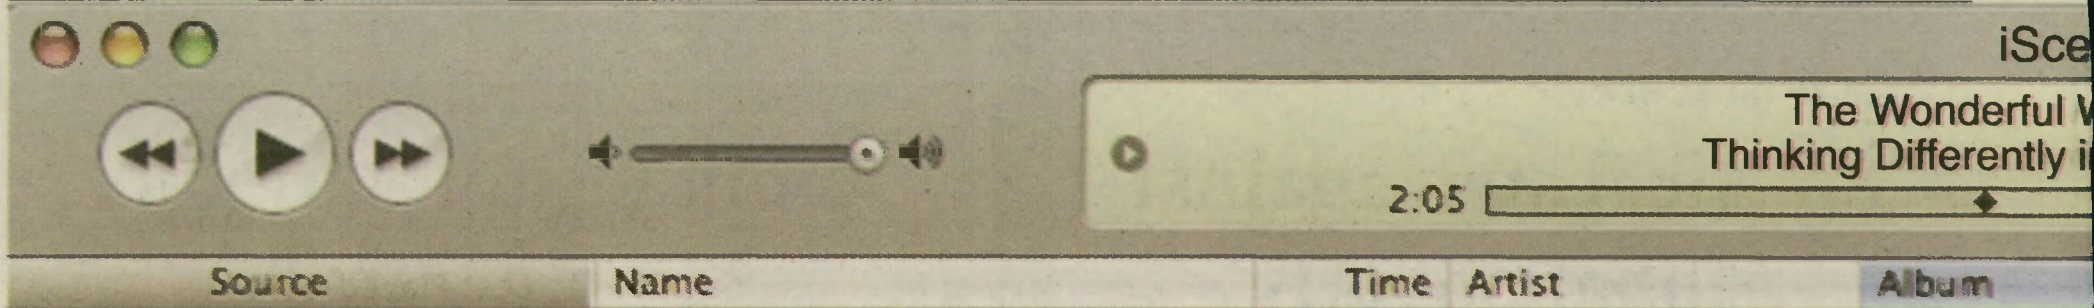 iSce
The Wonderful
Thinking Differently
2:05
Source Name Time Artist Album